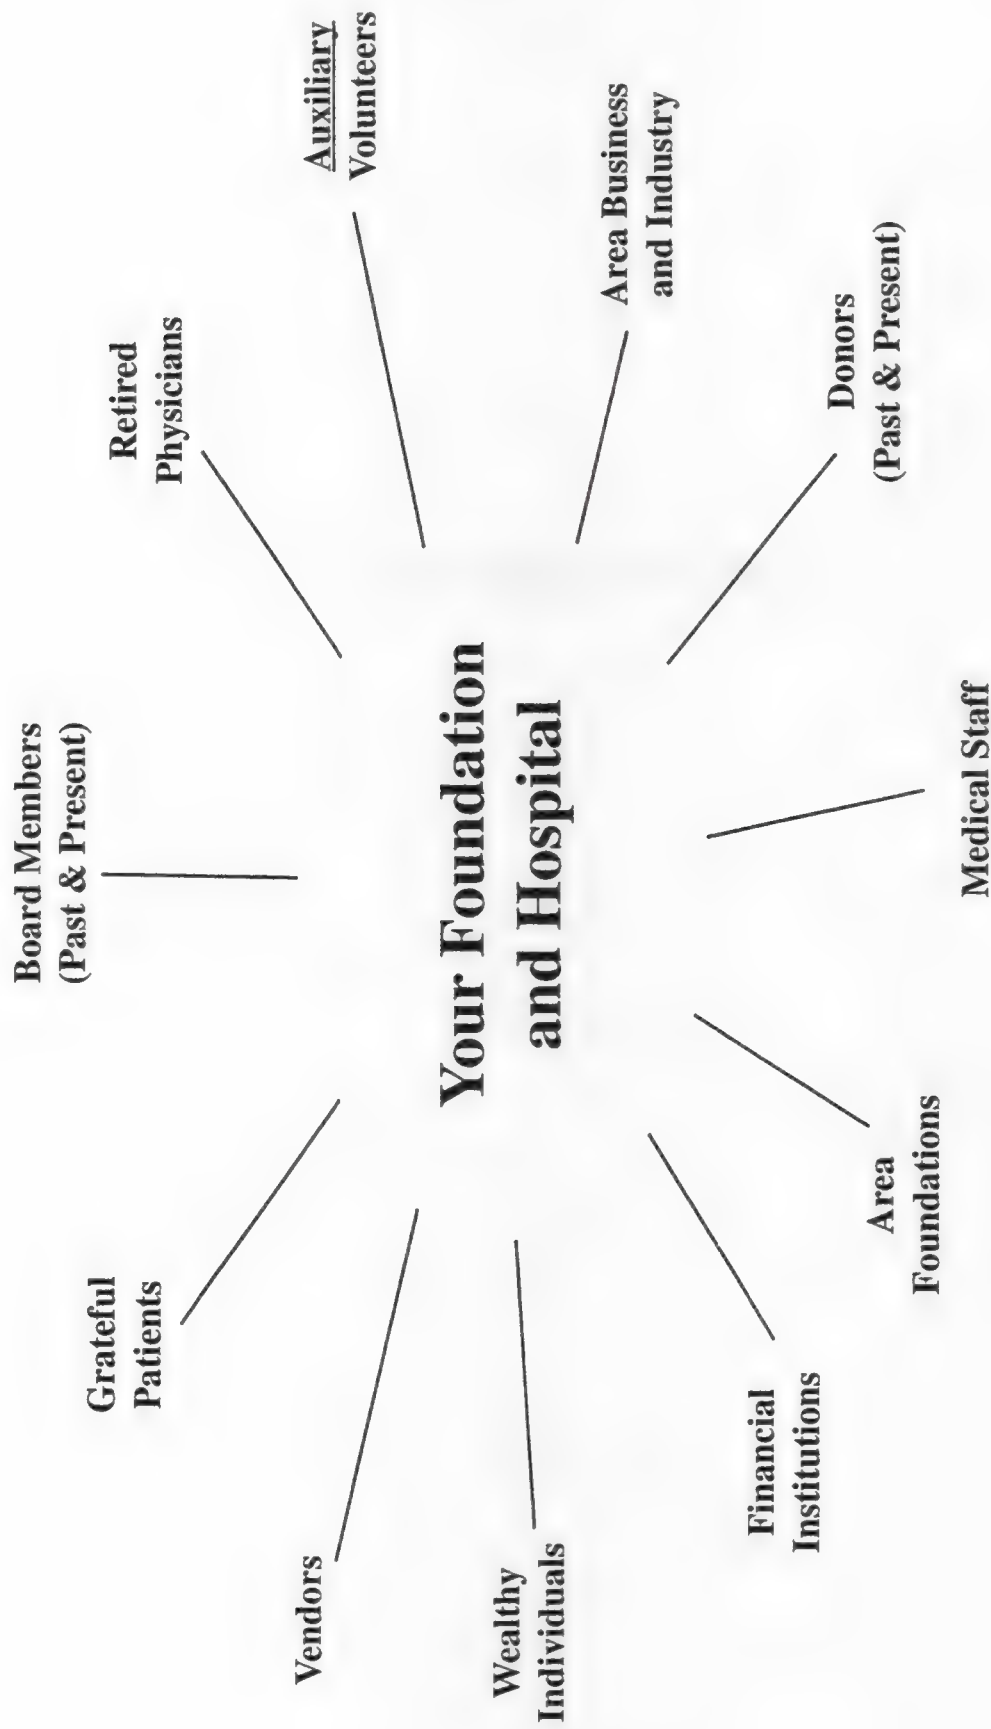 Board Members
(Past & Present)
Retired
Physicians
Auxiliary
Volunteers
Area Business
and Industry
Donors
(Past & Present)
Medical Staff
Area
Foundations
Financial
Institutions
Wealthy
Individuals
Vendors
Grateful
Patients
Your Foundation
and Hospital